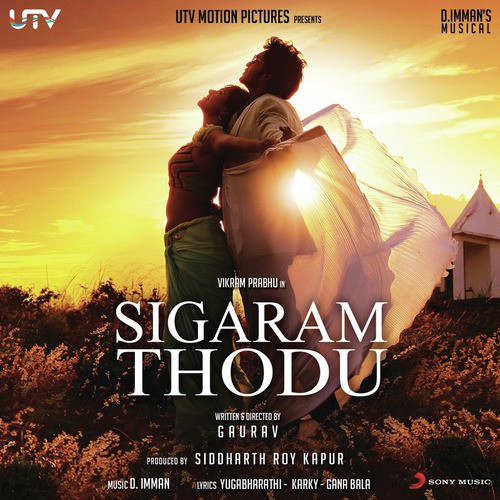 UTV
UTV MOTION PICTURES PRESENTS
D.IMMAN'S
MUSICAL
VIKRAM PRABHU IN
SIGARAM
THODU
WRITTEN & DIRECTED BY
GAURAV
PRODUCED BY SIDDHARTH ROY KAPUR
MUSIC D. IMMAN LYRICS YUGABHARATHI - KARKY - GANA BALA
SONY MUSIC